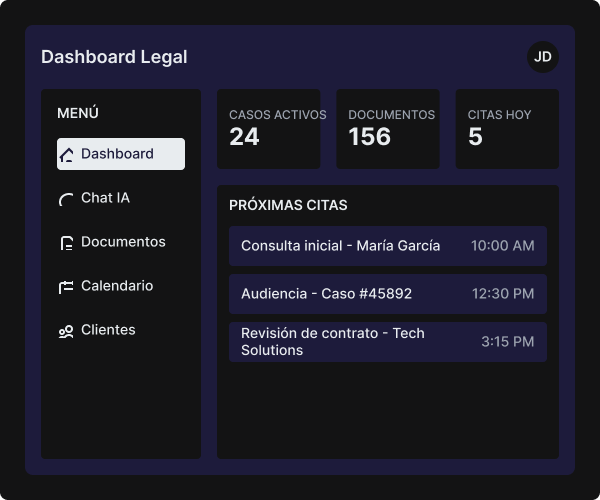 Dashboard Legal
JD
MENÚ
Dashboard
Chat IA
Documentos
Calendario
Clientes
CASOS ACTIVOS
24
DOCUMENTOS
156
CITAS HOY
5
PRÓXIMAS CITAS
Consulta inicial - María García
10:00 AM
Audiencia - Caso #45892
12:30 PM
Revisión de contrato - Tech
Solutions
3:15 PM